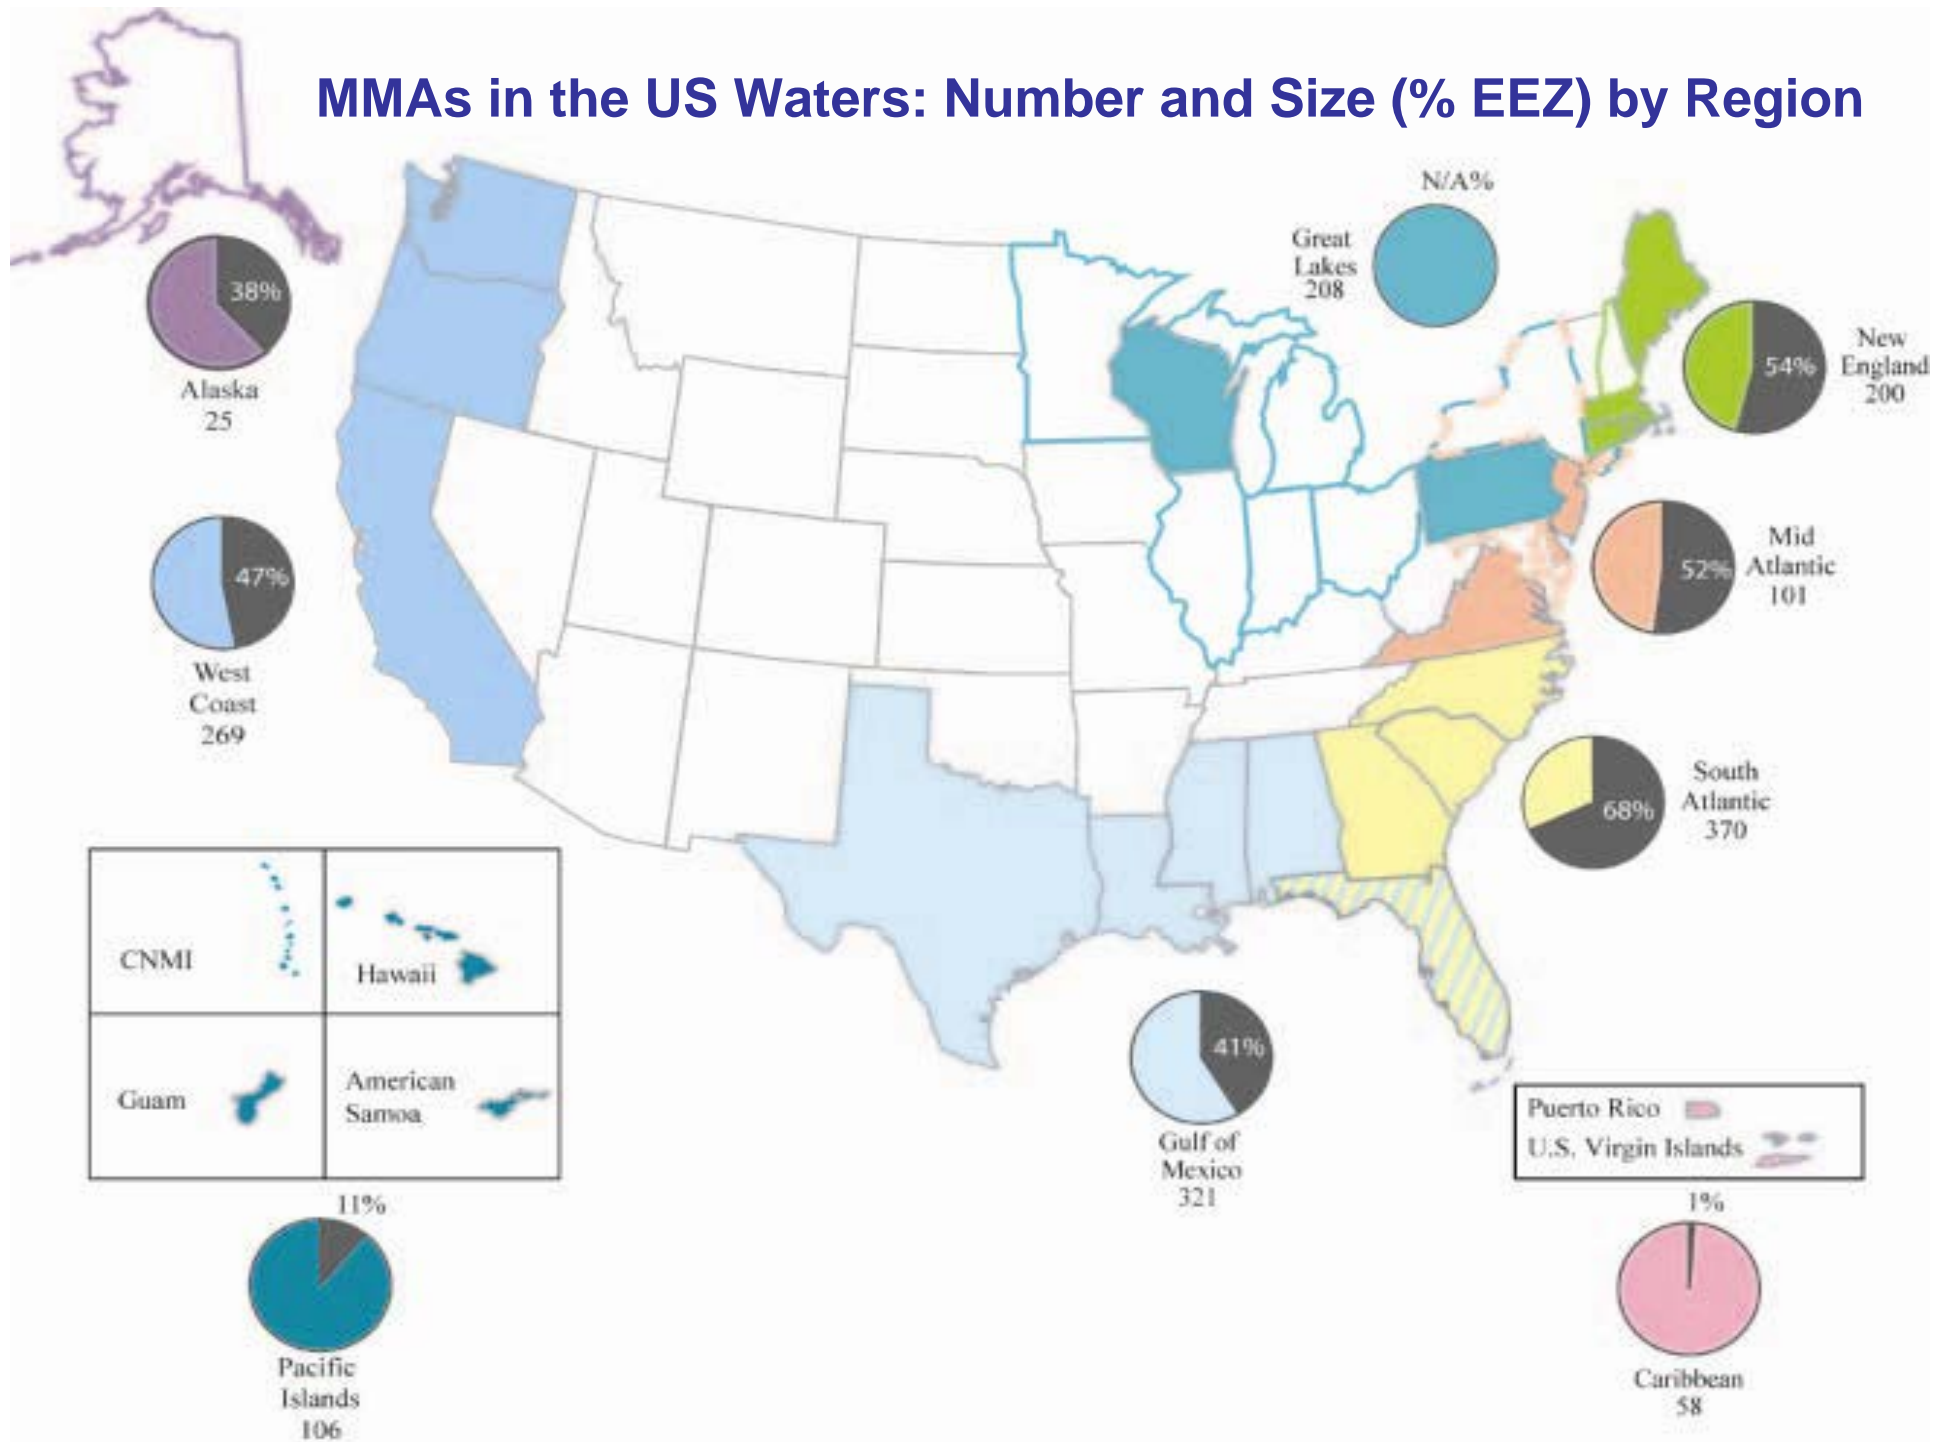 MMAs in the US Waters: Number and Size (% EEZ) by Region
N/A%
Great
Lakes
208
38%
Alaska
25
54%
New
England
200
47%
West
Coast
269
52%
Mid
Atlantic
101
68%
South
Atlantic
370
CNMI
Hawaii
Guam
American
Samoa
41%
Gulf of
Mexico
321
Puerto Rico
U.S. Virgin Islands
11%
Pacific
Islands
106
1%
Caribbean
58